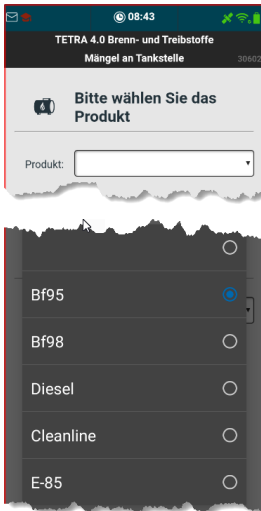 08:43
TETRA 4.0 Brenn- und Treibstoffe
Mängel an Tankstelle 30602
Bitte wählen Sie das
Produkt
Produkt:
Bf95
Bf98
Diesel
Cleanline
E-85